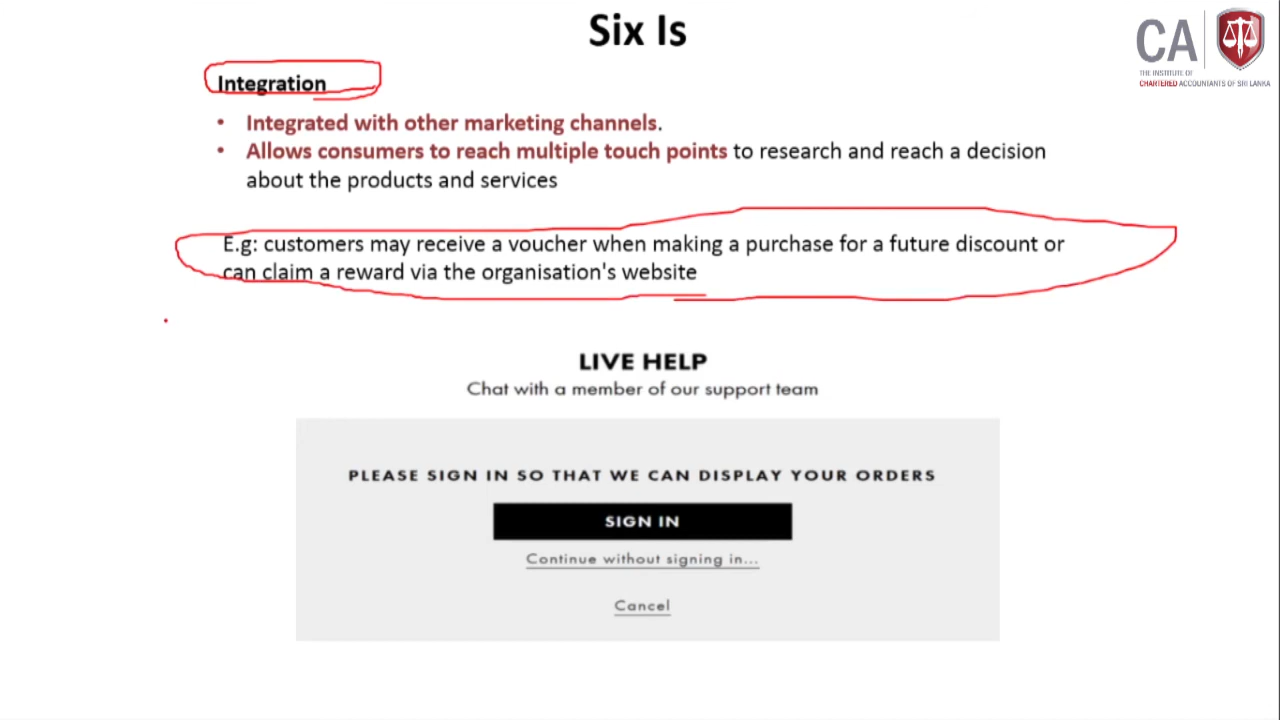 Six Is
CA
THE INSTITUTE OF
CHARTERED ACCOUNTANTS OF SRI LANKA
Integration
• Integrated with other marketing channels.
• Allows consumers to reach multiple touch points to research and reach a decision
about the products and services
E.g: customers may receive a voucher when making a purchase for a future discount or
can claim a reward via the organisation's website
LIVE HELP
Chat with a member of our support team
PLEASE SIGN IN SO THAT WE CAN DISPLAY YOUR ORDERS
SIGN IN
Continue without signing in...
Cancel